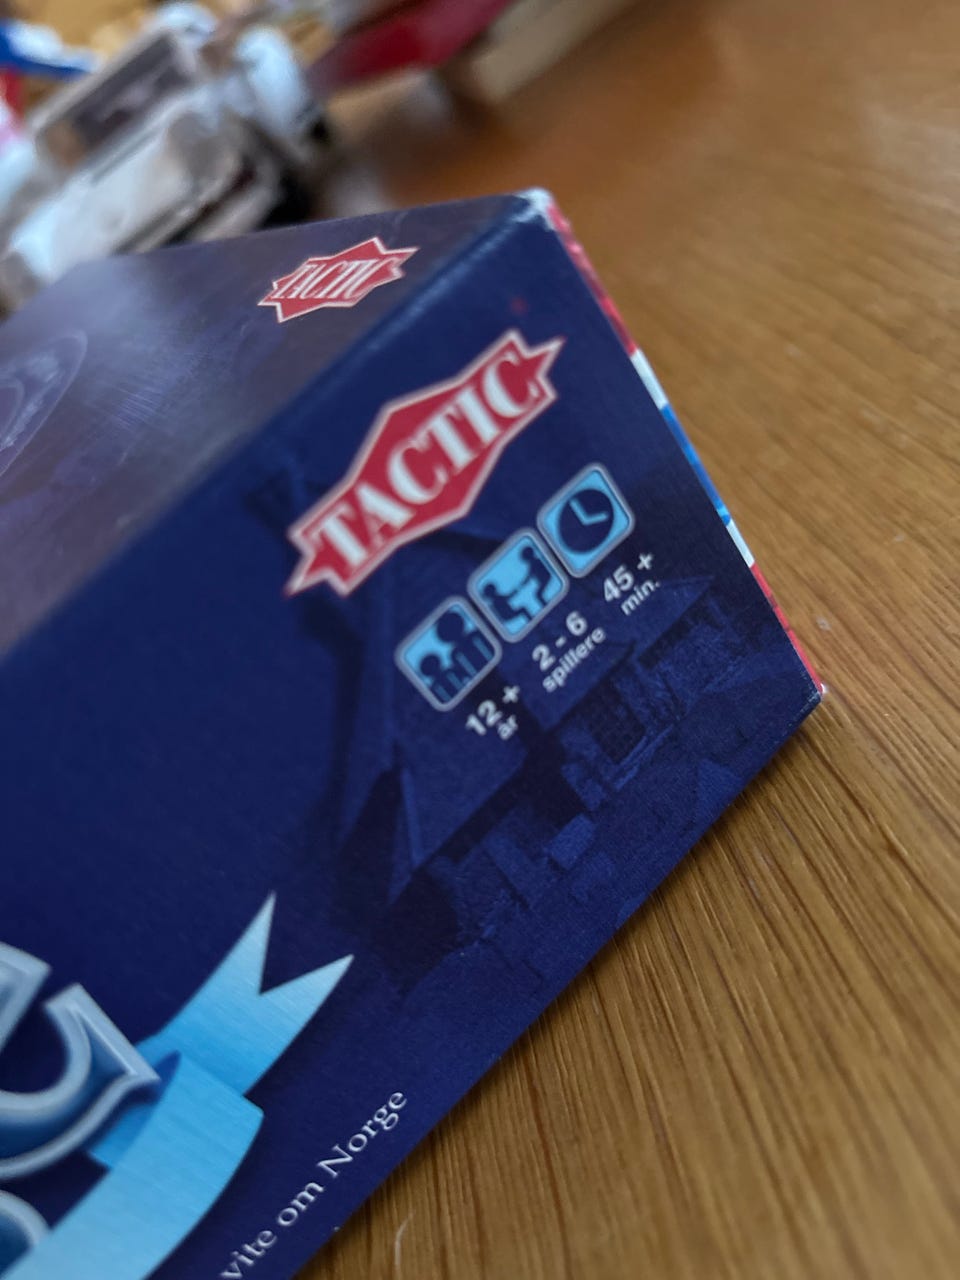 TACTIC
TACTIC
12 +
år
2 - 6
spillere
45 +
min.
vite om Norge